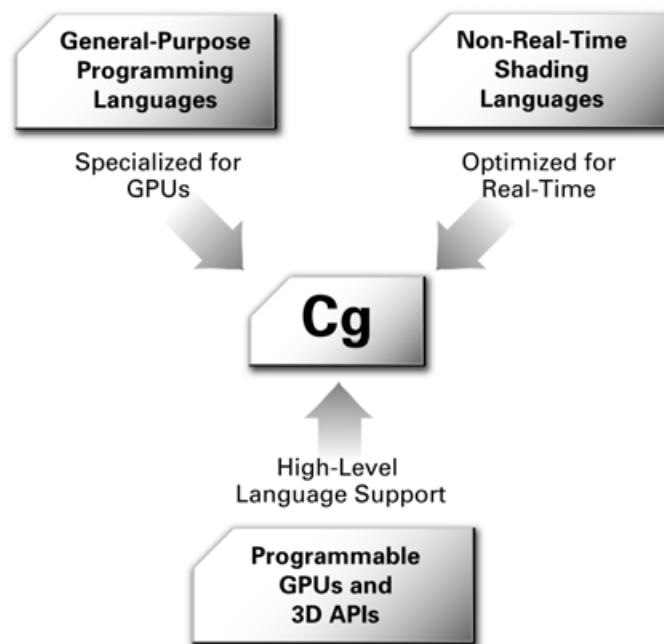 General-Purpose
Programming
Languages
Non-Real-Time
Shading
Languages
Specialized for
GPUs
Optimized for
Real-Time
Cg
High-Level
Language Support
Programmable
GPUs and
3D APIs